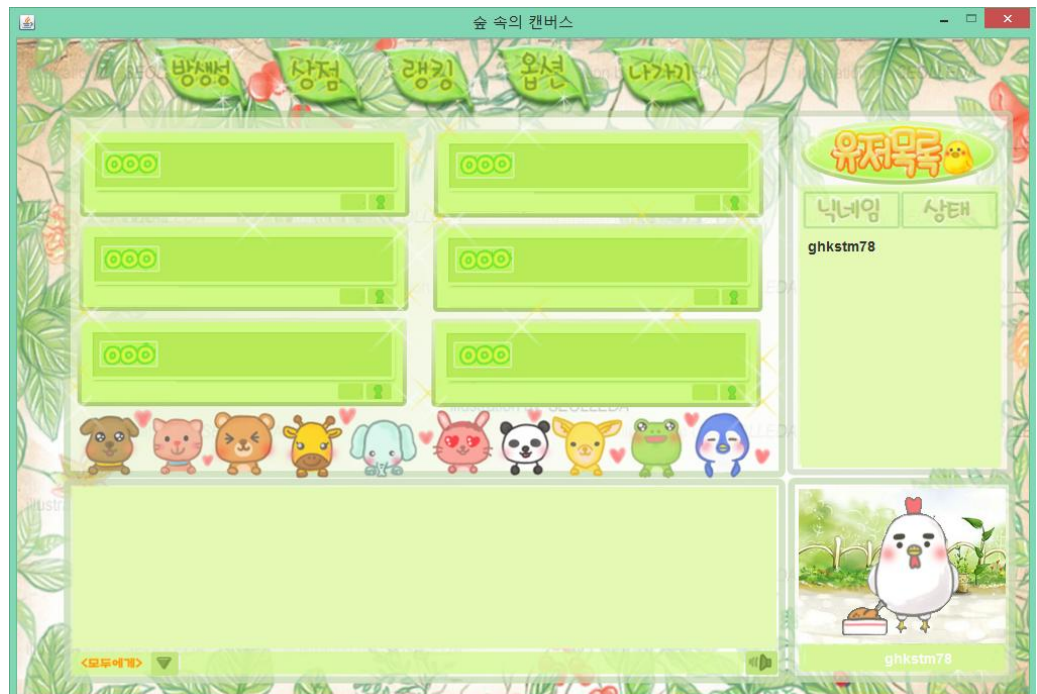 숲 속의 캔버스
방생성 상점 랭킹 옵션 나가기
유저목록
닉네임 상태
ghkstm78
000 000
000 000
000 000
<모두에게>
ghkstm78